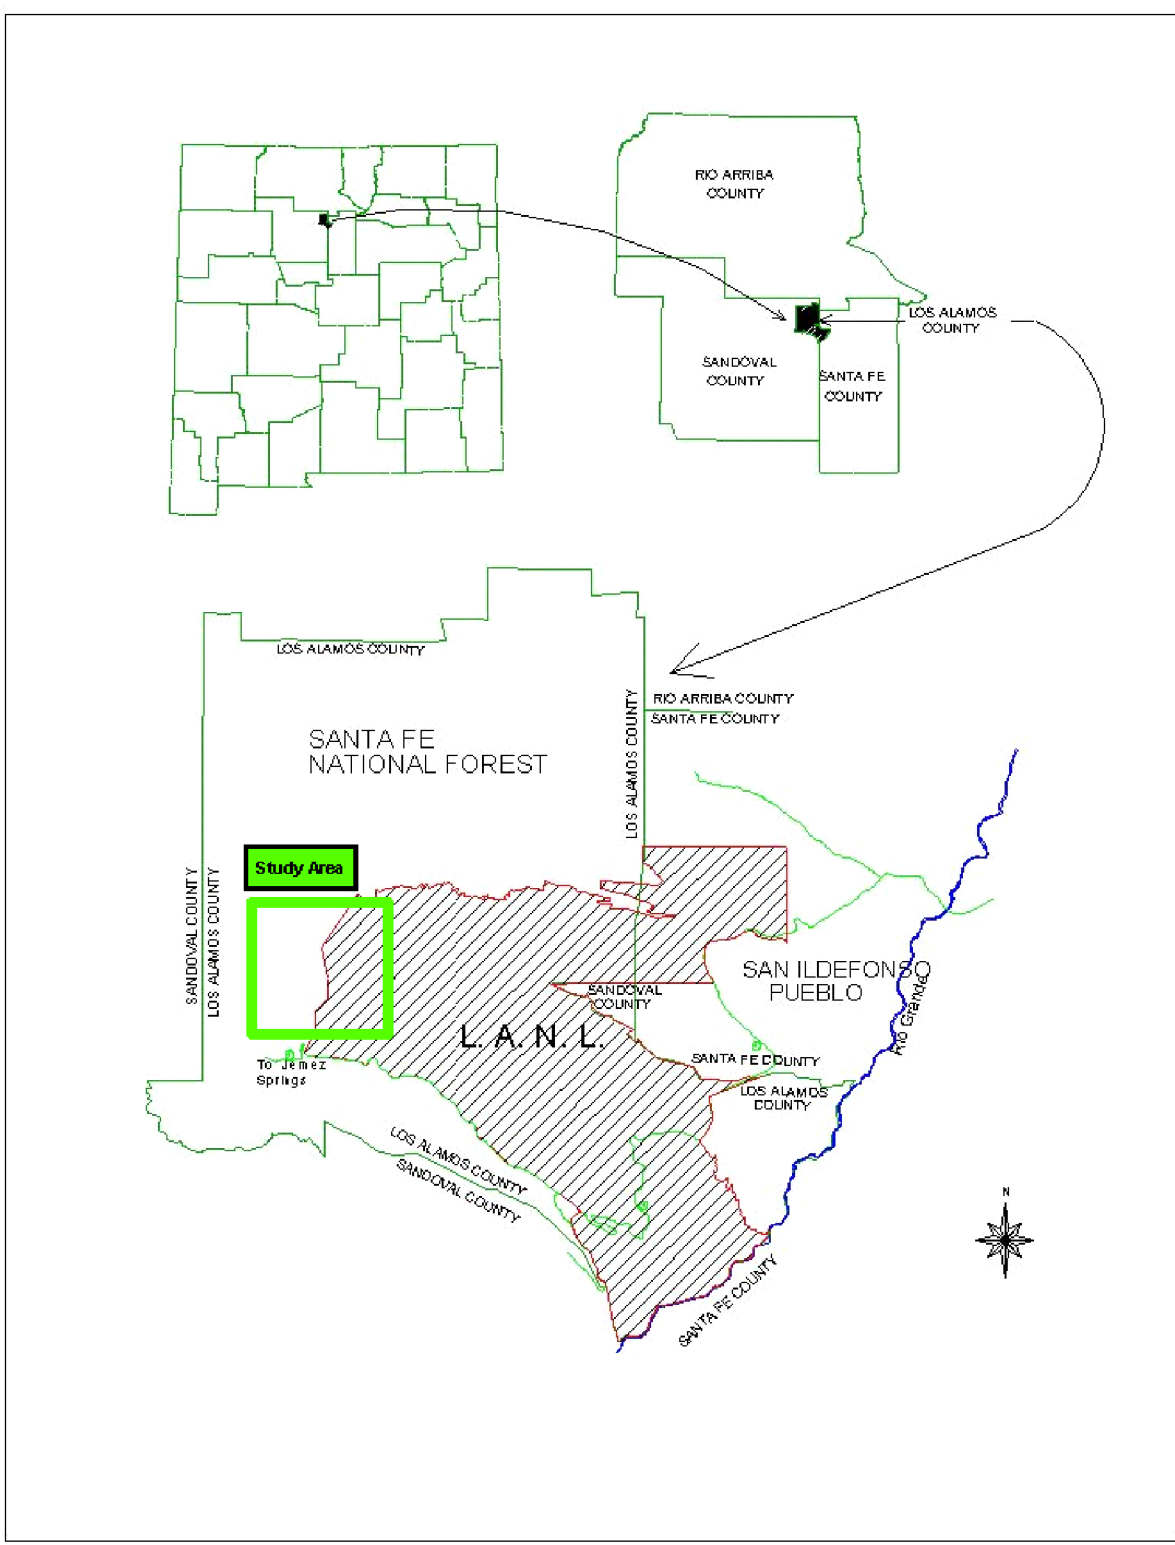 RIO ARRIBA
COUNTY
LOS ALAMOS
COUNTY
SANDOVAL
COUNTY
SANTA FE
COUNTY
LOS ALAMOS COUNTY
RIO ARRIBA COUNTY
SANTA FE COUNTY
LOS ALAMOS COUNTY
SANTA FE
NATIONAL FOREST
Study Area
SANDOVAL COUNTY
LOS ALAMOS COUNTY
SAN ILDEFONSO
PUEBLO
Rio Grande
SANDOVAL
COUNTY
L. A. N. L.
SANTA FE COUNTY
To Jemez
Springs
LOS ALAMOS
COUNTY
LOS ALAMOS COUNTY
SANDOVAL COUNTY
N
SANTA FE COUNTY